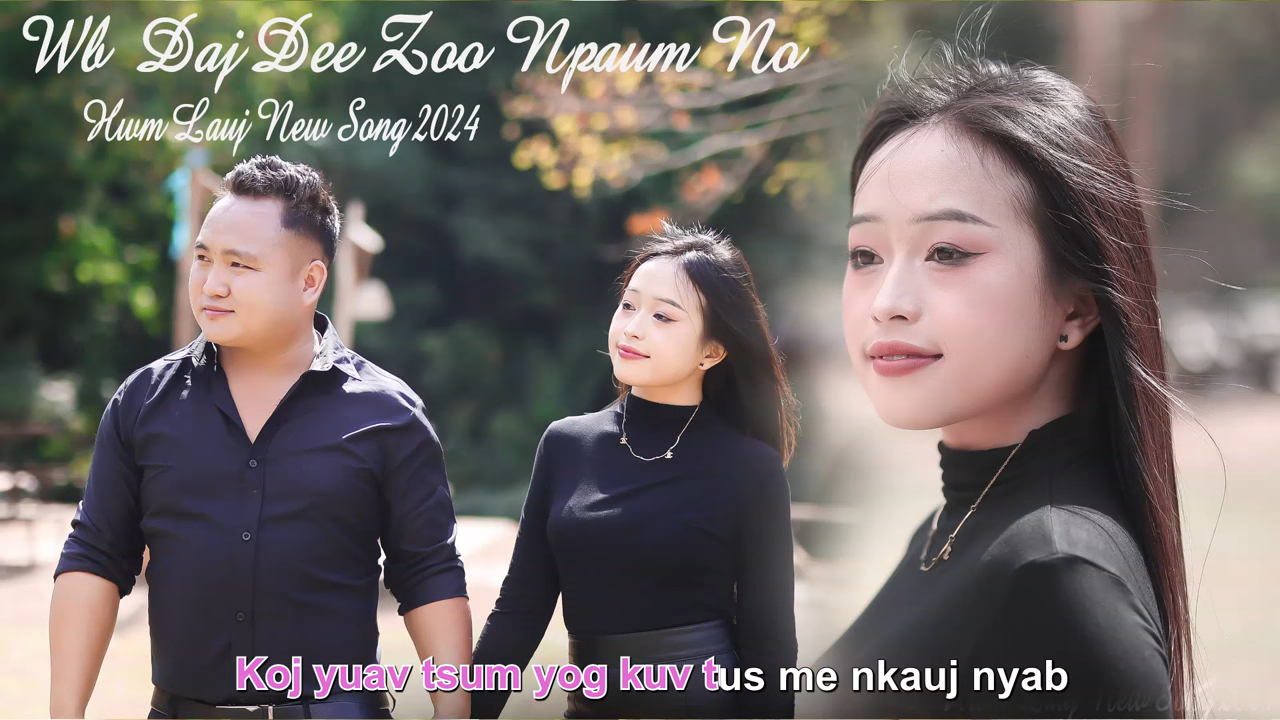 Wb Daj Dee Zoo Npaum No
Hwm Lauj New Song 2024
Koj yuav tsum yog kuv tus me nkauj nyab